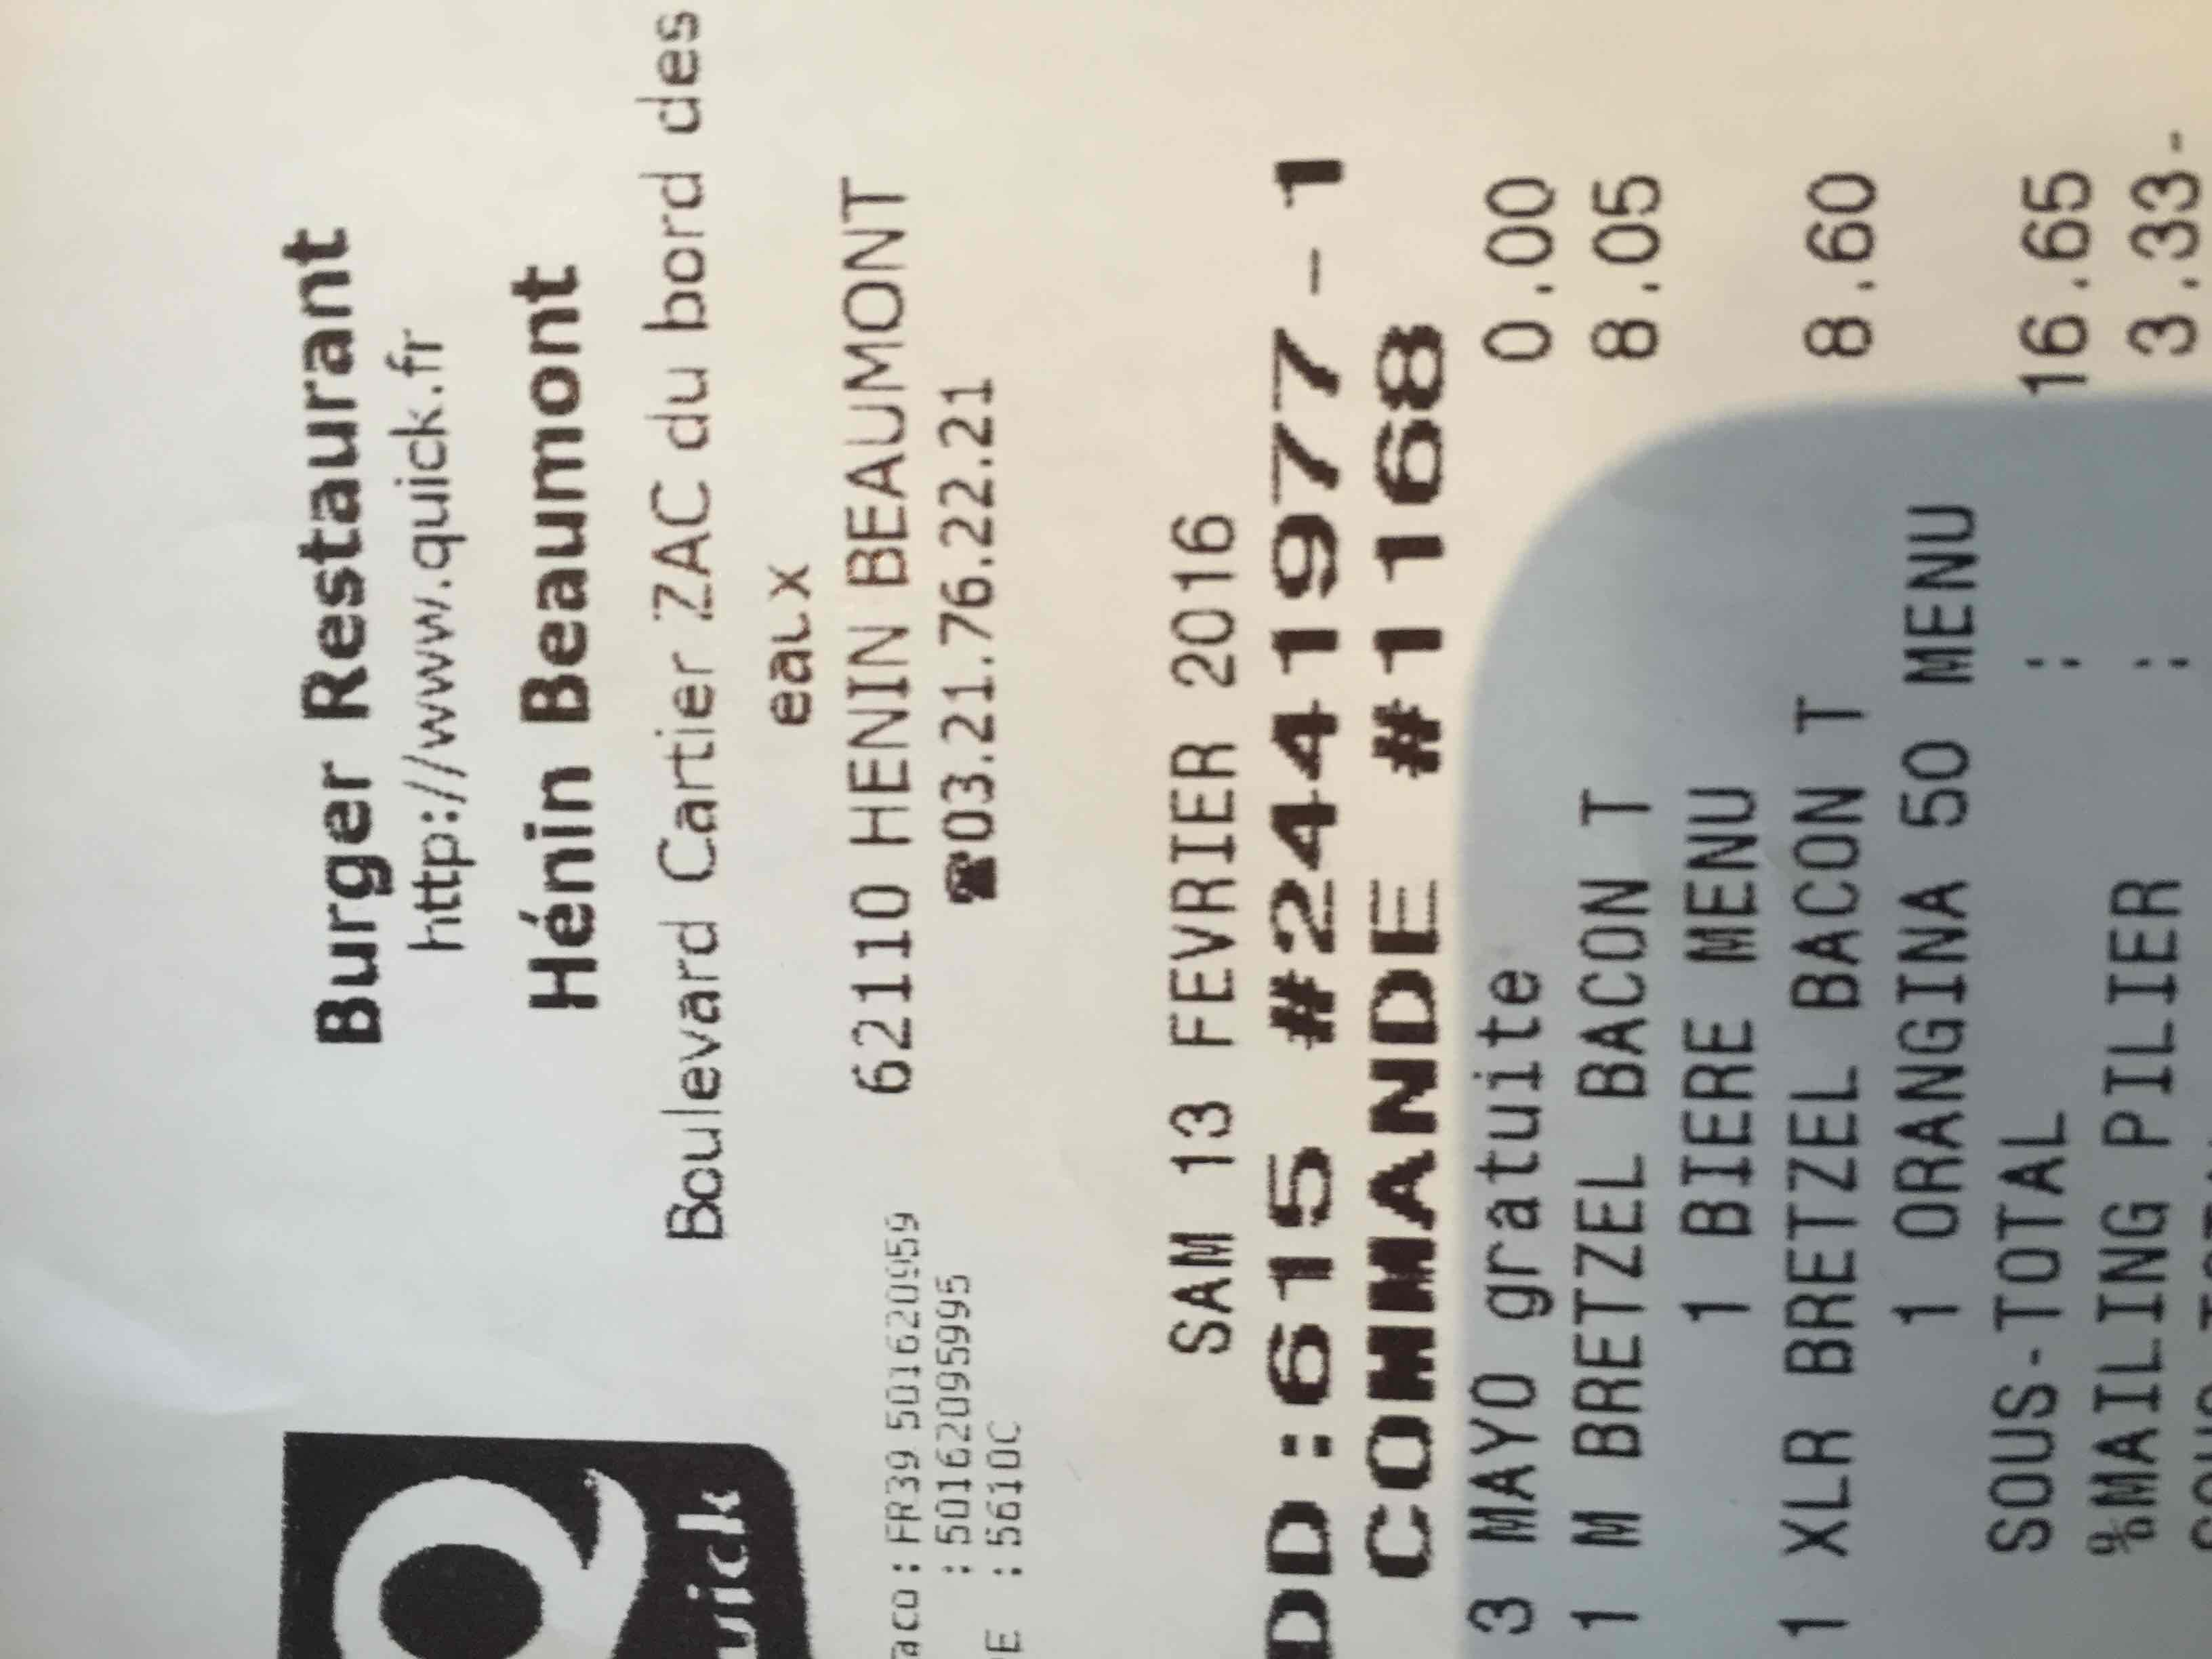 Burger Restaurant
http://www.quick.fr
Hénin Beaumont
Boulevard Cartier ZAC du bord des
eaux
62110 HENIN BEAUMONT
☎03.21.76.22.21
: FR39 501620959
: 50162095995
: 5610C
SAM 13 FEVRIER 2016
:615 #2441977-1
COMMANDE #1168
3 MAYO gratuite 0.00
1 M BRETZEL BACON T 8.05
1 BIERE MENU
1 XLR BRETZEL BACON T 8.60
1 ORANGINA 50 MENU
SOUS-TOTAL : 16.65
%MAILING PILIER : 3.33-